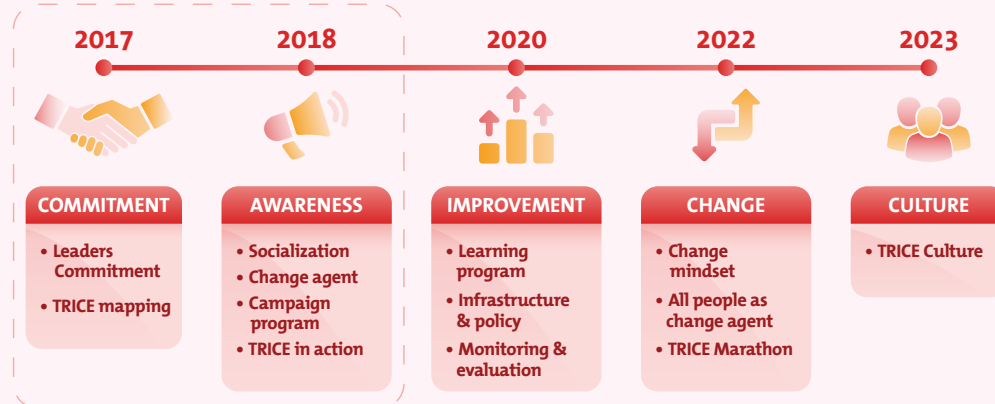 2017
2018
2020
2022
2023
COMMITMENT
• Leaders
Commitment
• TRICE mapping
AWARENESS
• Socialization
• Change agent
• Campaign
program
• TRICE in action
IMPROVEMENT
• Learning
program
• Infrastructure
& policy
• Monitoring &
evaluation
CHANGE
• Change
mindset
• All people as
change agent
• TRICE Marathon
CULTURE
• TRICE Culture